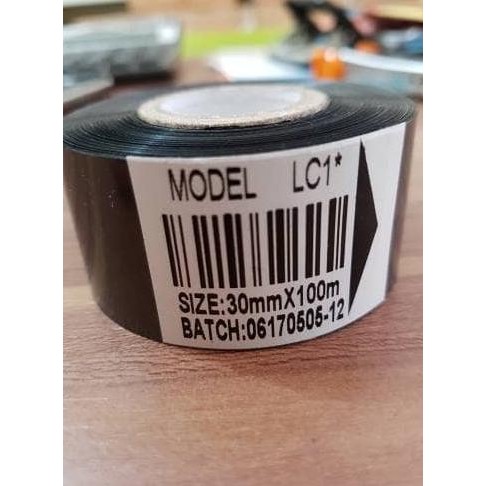 MODEL LC1*
SIZE:30mmX100m
BATCH:06170505-12